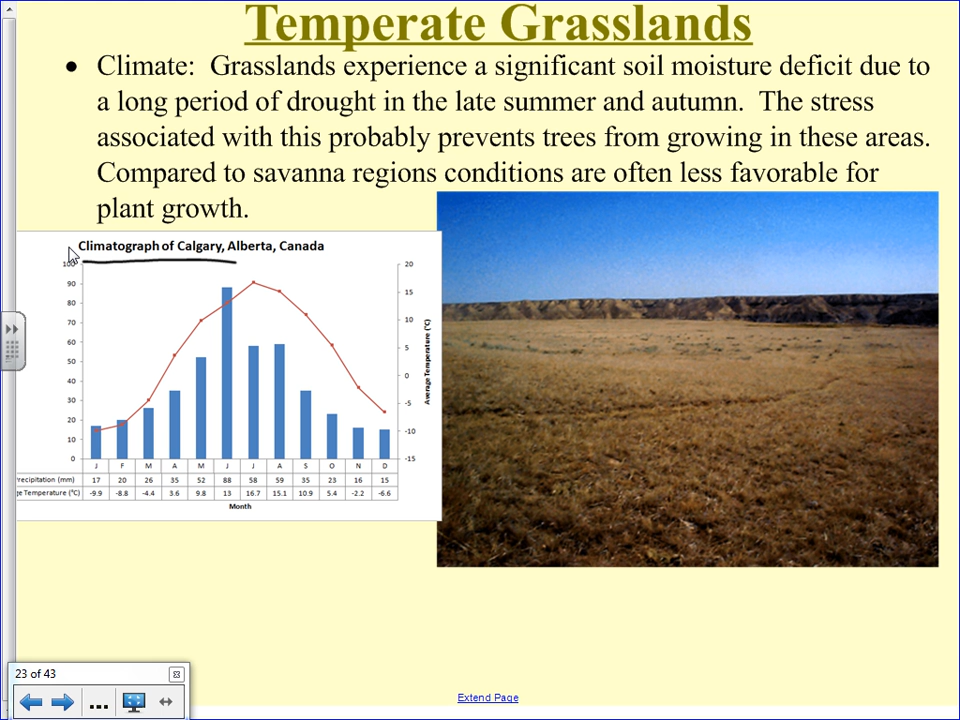 Temperate Grasslands
• Climate: Grasslands experience a significant soil moisture deficit due to
a long period of drought in the late summer and autumn. The stress
associated with this probably prevents trees from growing in these areas.
Compared to savanna regions conditions are often less favorable for
plant growth.
Climatograph of Calgary, Alberta, Canada
100
90
80
70
60
50
40
30
20
10
0
20
15
10
5
0
-5
-10
-15
Average Temperature (°C)
J F M A M J J A S O N D
recipitation (mm) 17 20 26 35 52 88 58 59 35 23 16 15
ge Temperature (°C) -9.9 -8.8 -4.4 3.6 9.8 13 16.7 15.1 10.9 5.4 -2.2 -6.6
Month
23 of 43
Extend Page